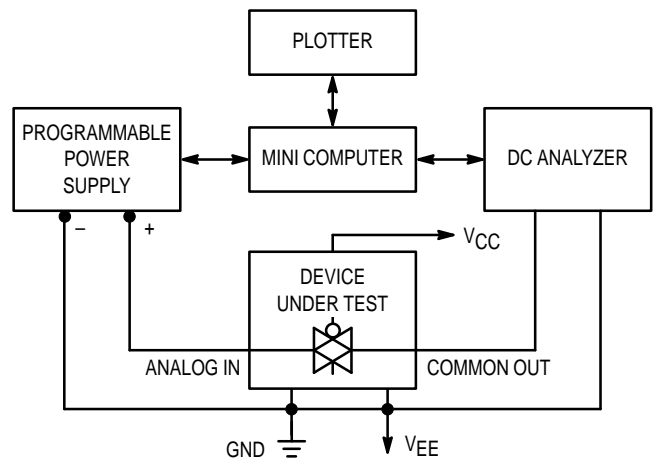 PLOTTER
PROGRAMMABLE
POWER
SUPPLY
MINI COMPUTER
DC ANALYZER
– +
VCC
DEVICE
UNDER TEST
ANALOG IN
COMMON OUT
GND
VEE